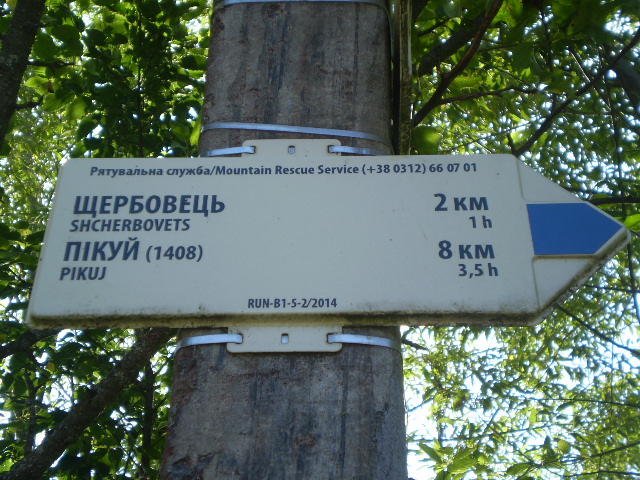 Рятувальна служба/Mountain Rescue Service (+38 0312) 66 07 01
ЩЕРБОВЕЦЬ 2 КМ
SHCHERBOVETS 1 h
ПІКУЙ (1408) 8 КМ
PIKUJ 3,5 h
RUN-B1-5-2/2014